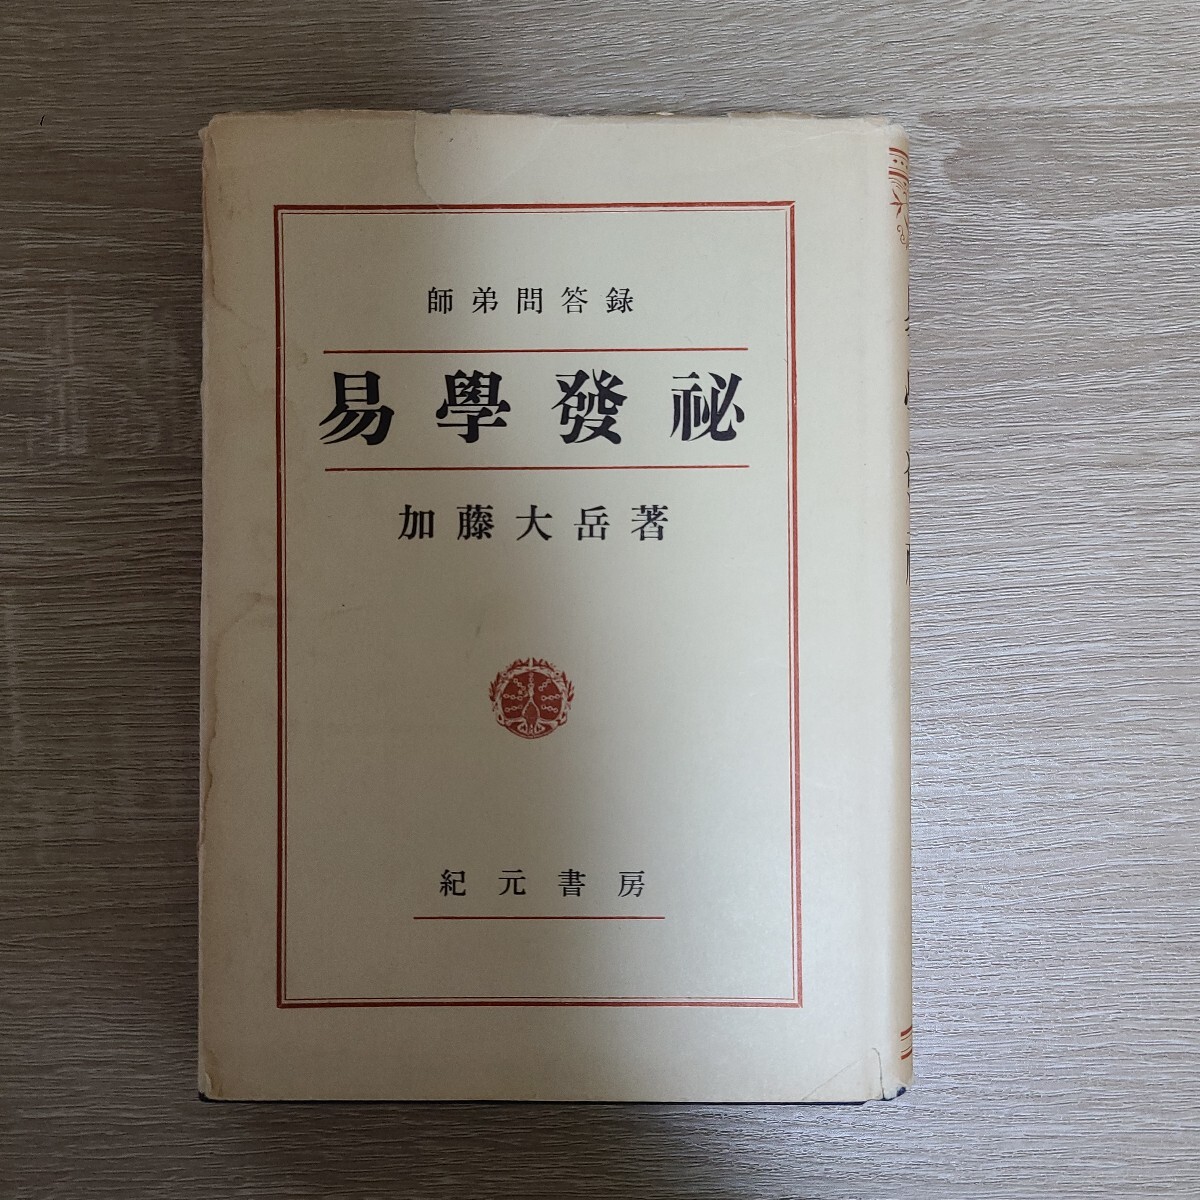 師弟問答録
易學發祕
加藤大岳著
紀元書房